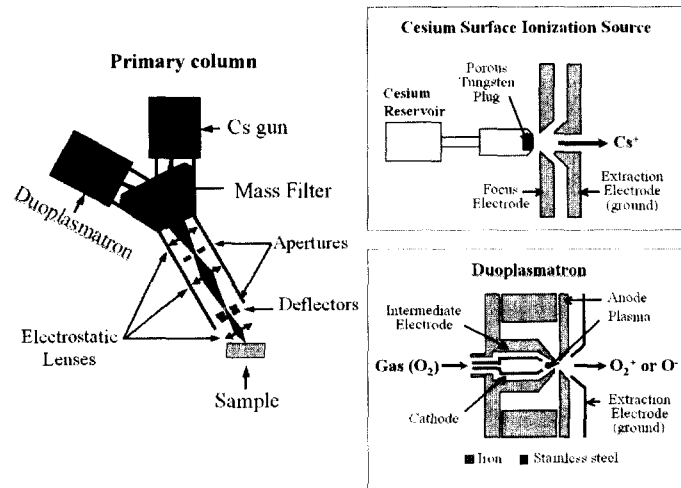 Primary column
Cs gun
Mass Filter
Duoplasmatron
Apertures
Deflectors
Electrostatic
Lenses
Sample
Cesium Surface Ionization Source
Porous
Tungsten
Plug
Cesium
Reservoir
Cs⁺
Focus
Electrode
Extraction
Electrode
(ground)
Duoplasmatron
Anode
Plasma
Intermediate
Electrode
Gas (O₂)
O₂⁺ or O⁻
Cathode
Extraction
Electrode
(ground)
Iron
Stainless steel